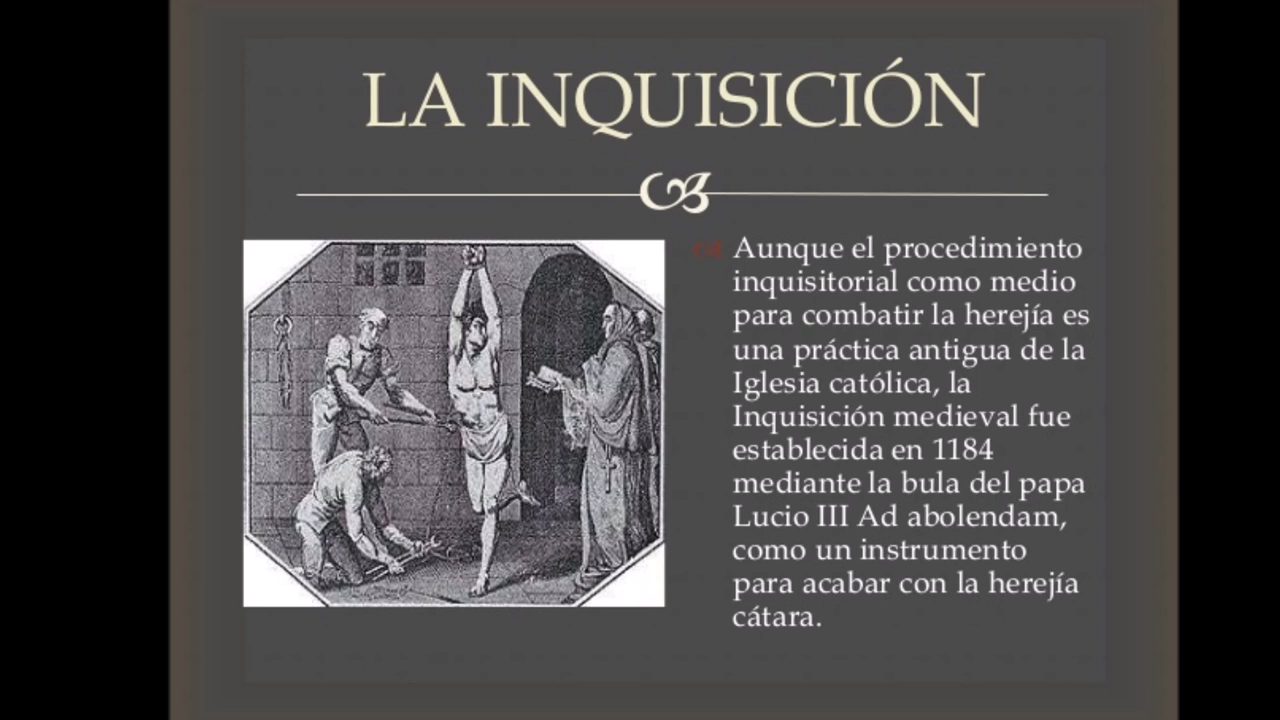 LA INQUISICIÓN
Aunque el procedimiento
inquisitorial como medio
para combatir la herejía es
una práctica antigua de la
Iglesia católica, la
Inquisición medieval fue
establecida en 1184
mediante la bula del papa
Lucio III Ad abolendam,
como un instrumento
para acabar con la herejía
cátara.